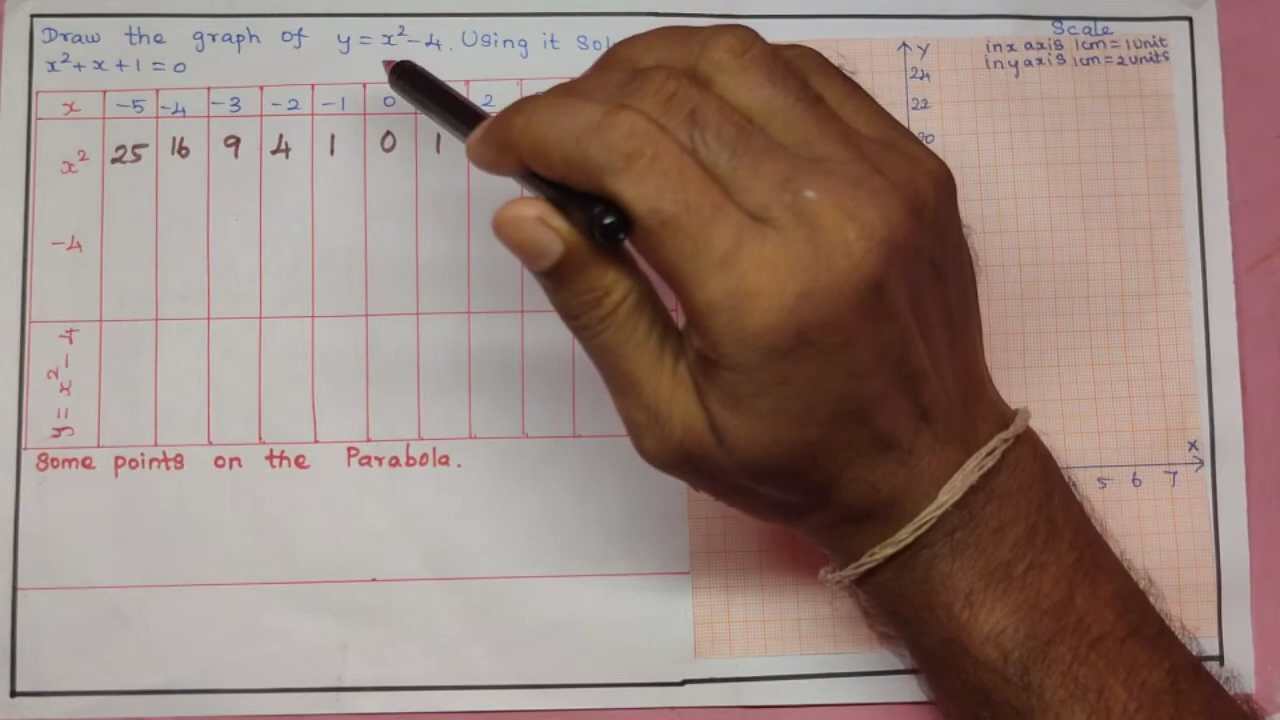 Draw the graph of y = x² - 4. Using it
x² + x + 1 = 0
x -5 -4 -3 -2 -1 0 2
x² 25 16 9 4 1 0 1
-4
y = x² - 4
Some points on the Parabola.
Scale
in x axis 1cm = 1 unit
in y axis 1cm = 2 units
Y
24
22
X
5 6 7